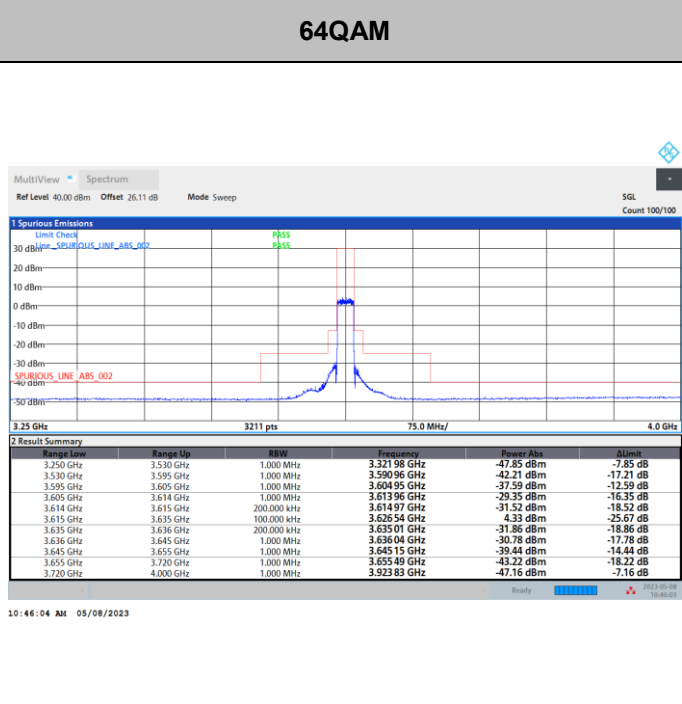 64QAM
MultiView Spectrum
Ref Level 40.00 dBm Offset 26.11 dB Mode Sweep SGL
Count 100/100
1 Spurious Emissions
Limit Check PASS
30 dBm Line _SPURIOUS_LINE_ABS_002 PASS
20 dBm
10 dBm
0 dBm
-10 dBm
-20 dBm
-30 dBm
SPURIOUS_LINE_ABS_002
-40 dBm
-50 dBm
3.25 GHz 3211 pts 75.0 MHz/ 4.0 GHz
2 Result Summary
Range Low Range Up RBW Frequency Power Abs ΔLimit
3.250 GHz 3.530 GHz 1.000 MHz 3.321 98 GHz -47.85 dBm -7.85 dB
3.530 GHz 3.595 GHz 1.000 MHz 3.590 96 GHz -42.21 dBm -17.21 dB
3.595 GHz 3.605 GHz 1.000 MHz 3.604 95 GHz -37.59 dBm -12.59 dB
3.605 GHz 3.614 GHz 1.000 MHz 3.613 96 GHz -29.35 dBm -16.35 dB
3.614 GHz 3.615 GHz 200.000 kHz 3.614 97 GHz -31.52 dBm -18.52 dB
3.615 GHz 3.635 GHz 100.000 kHz 3.626 54 GHz 4.33 dBm -25.67 dB
3.635 GHz 3.636 GHz 200.000 kHz 3.635 01 GHz -31.86 dBm -18.86 dB
3.636 GHz 3.645 GHz 1.000 MHz 3.636 04 GHz -30.78 dBm -17.78 dB
3.645 GHz 3.655 GHz 1.000 MHz 3.645 15 GHz -39.44 dBm -14.44 dB
3.655 GHz 3.720 GHz 1.000 MHz 3.655 49 GHz -43.22 dBm -18.22 dB
3.720 GHz 4.000 GHz 1.000 MHz 3.923 83 GHz -47.16 dBm -7.16 dB
Ready 2023-05-08
10:46:03
10:46:04 AM 05/08/2023